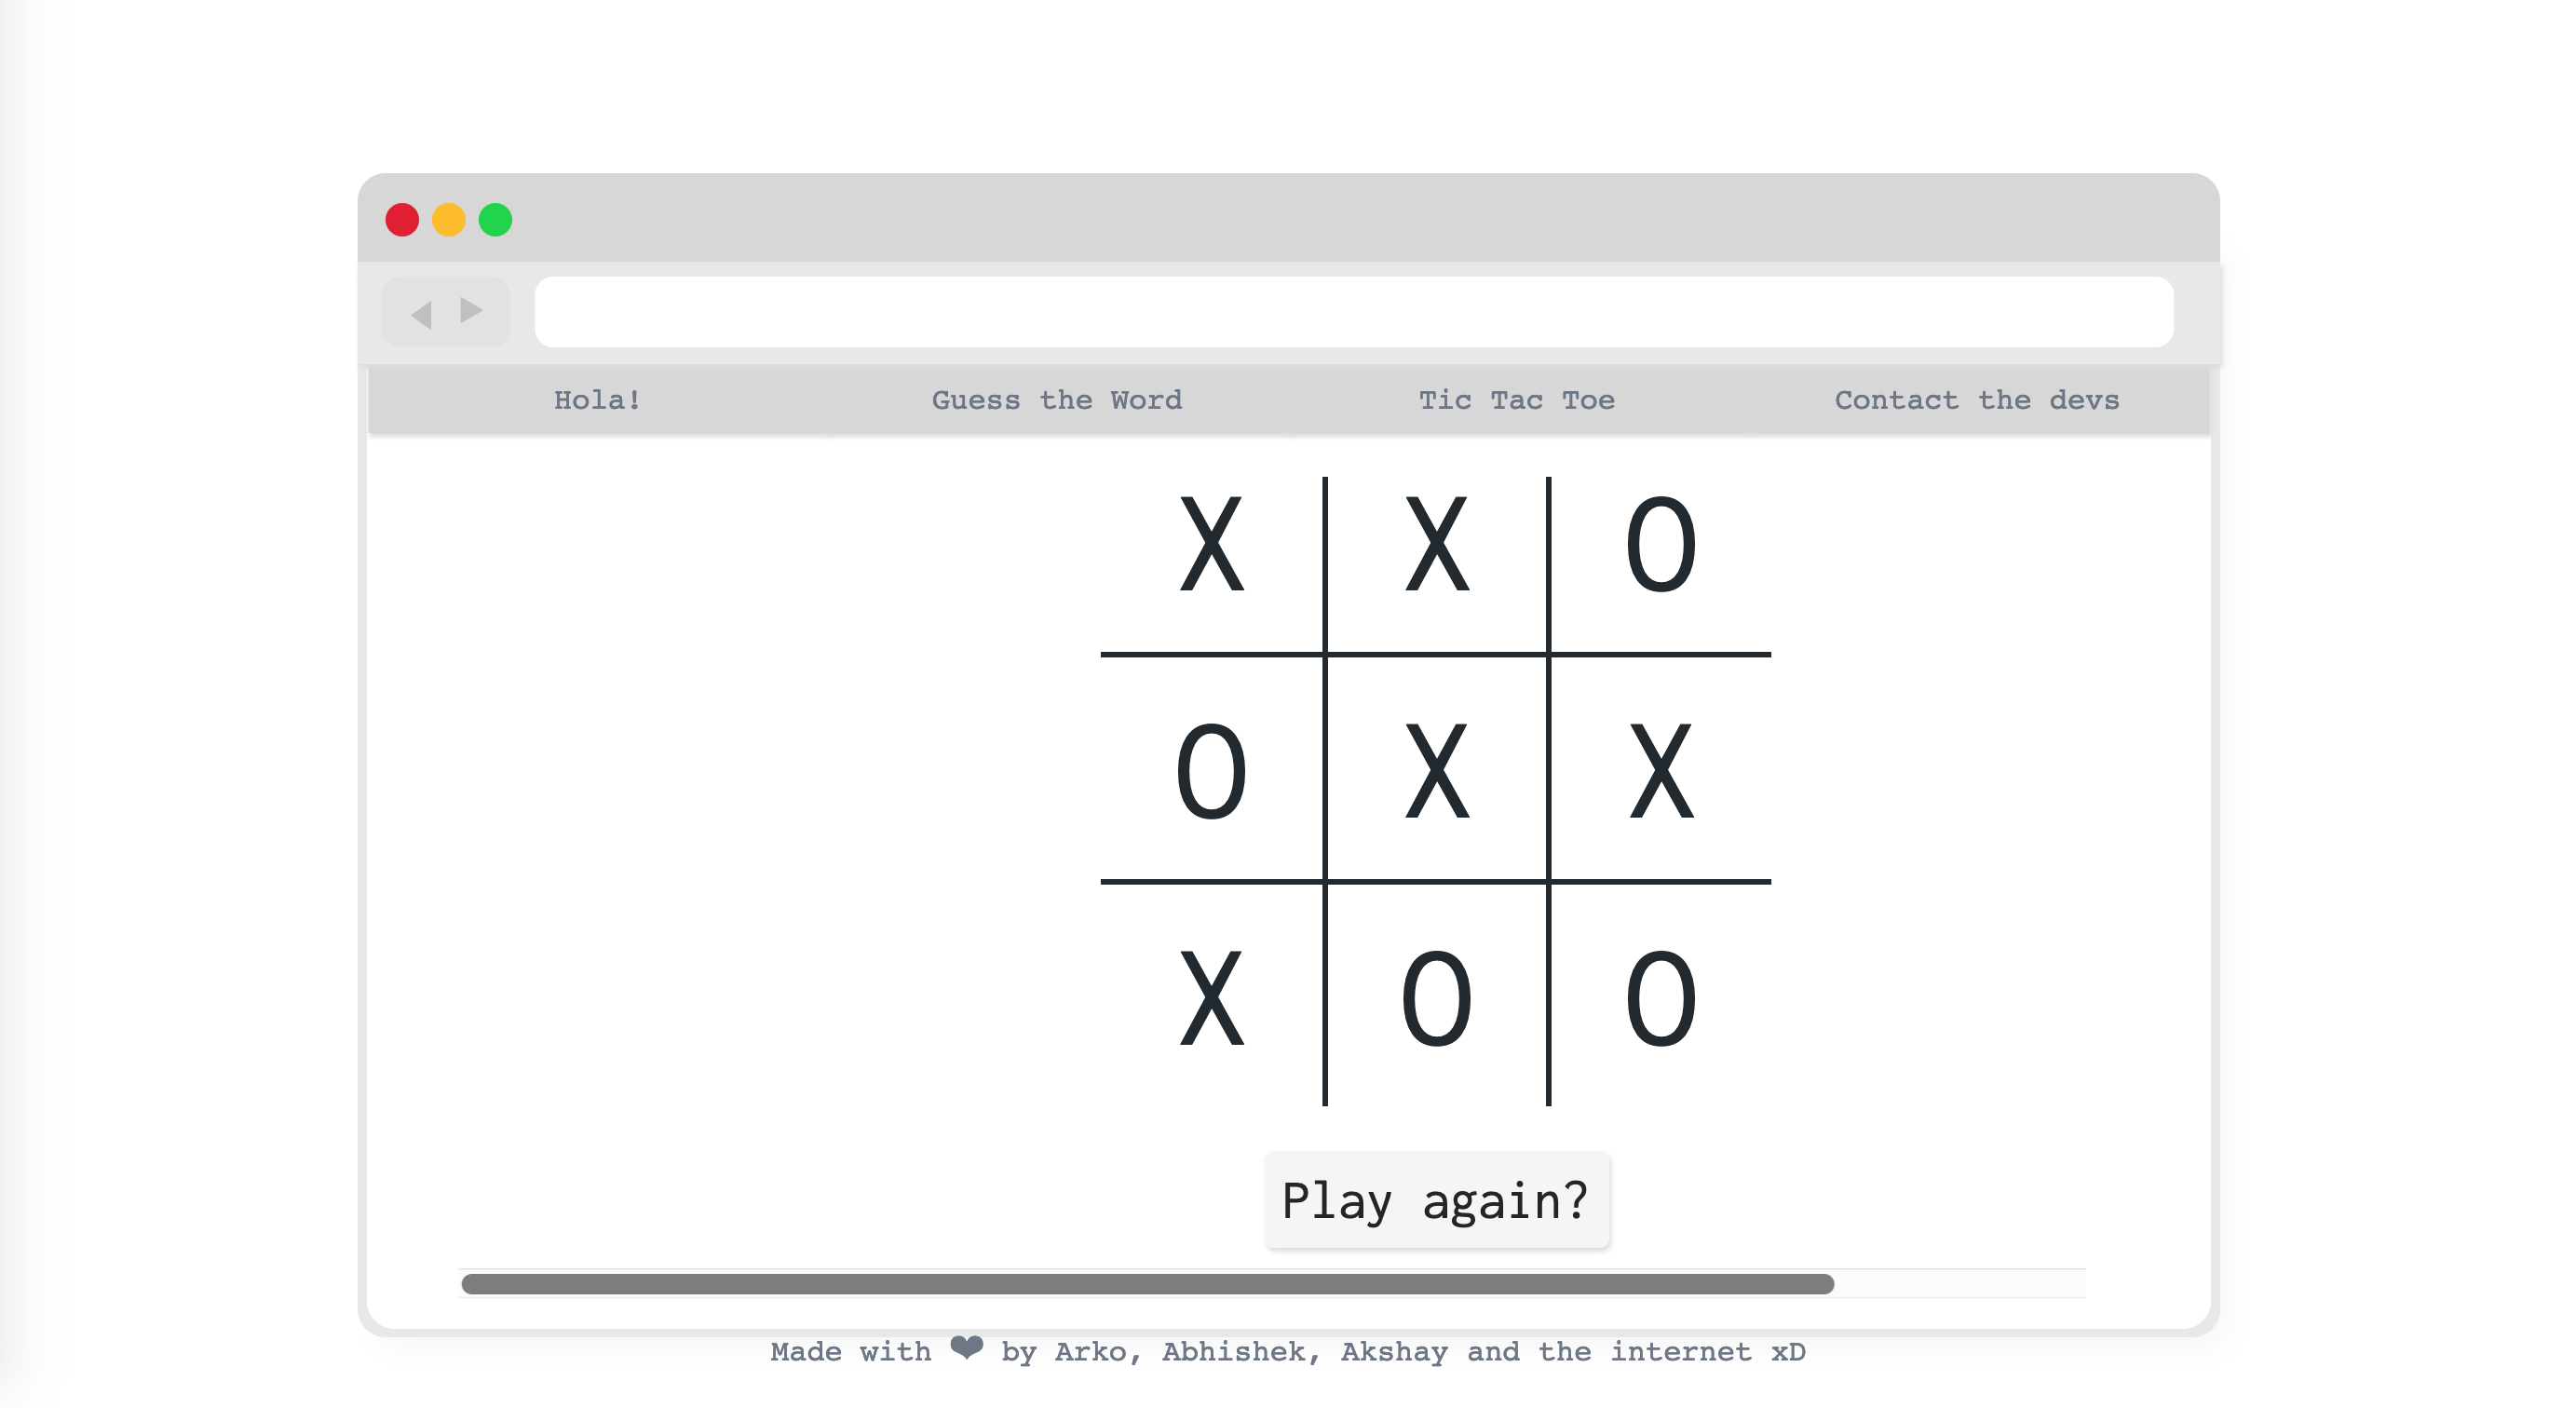 Hola! Guess the Word Tic Tac Toe Contact the devs
X X O
O X X
X O O
Play again?
Made with ❤ by Arko, Abhishek, Akshay and the internet xD